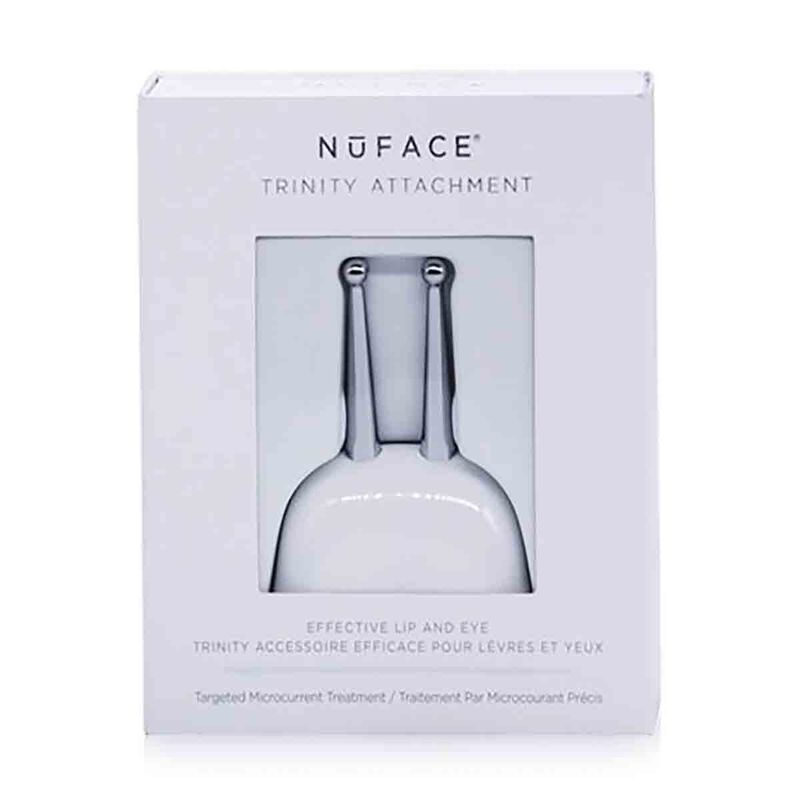 NŪFACE®
TRINITY ATTACHMENT
EFFECTIVE LIP AND EYE
TRINITY ACCESSOIRE EFFICACE POUR LÈVRES ET YEUX
Targeted Microcurrent Treatment / Traitement Par Microcourant Précis